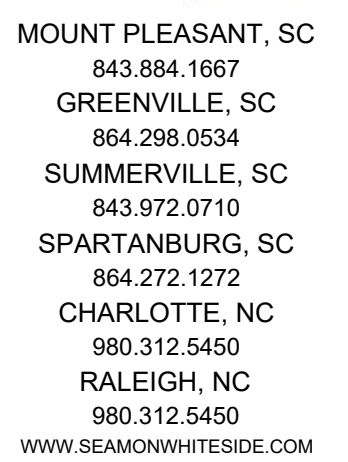 MOUNT PLEASANT, SC
843.884.1667
GREENVILLE, SC
864.298.0534
SUMMERVILLE, SC
843.972.0710
SPARTANBURG, SC
864.272.1272
CHARLOTTE, NC
980.312.5450
RALEIGH, NC
980.312.5450
WWW.SEAMONWHITESIDE.COM